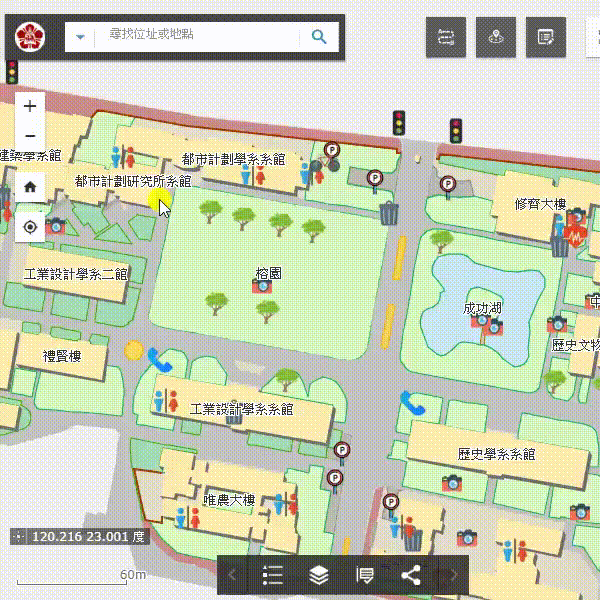 尋找位址或地點
+
−
建築學系館
都市計劃學系系館
都市計劃研究所系館
修齊大樓
P
P
P
工業設計學系二館
榕園
成功湖
歷史文物
禮賢樓
工業設計學系系館
歷史學系系館
P
P
P
唯農大樓
120.216 23.001 度
60m